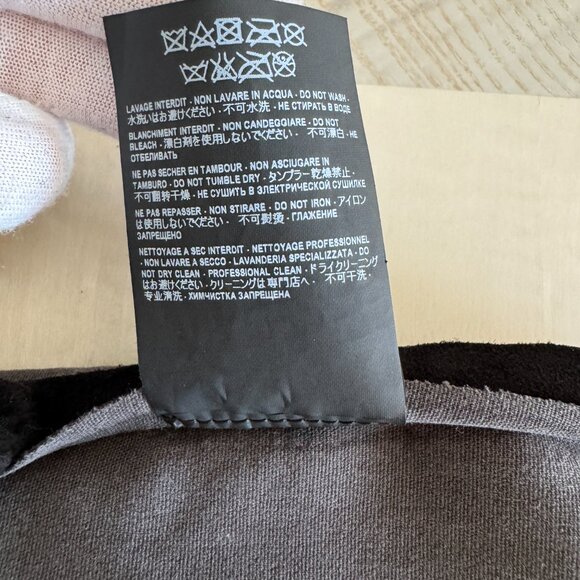 LAVAGE INTERDIT - NON LAVARE IN ACQUA - DO NOT WASH -
水洗いはお避けください - 不可水洗 - НЕ СТИРАТЬ В ВОДЕ
BLANCHIMENT INTERDIT - NON CANDEGGIARE - DO NOT
BLEACH - 漂白剤を使用しないでください - 不可漂白 - НЕ
ОТБЕЛИВАТЬ
NE PAS SECHER EN TAMBOUR - NON ASCIUGARE IN
TAMBURO - DO NOT TUMBLE DRY - タンブラー乾燥禁止 -
不可翻转干燥 - НЕ СУШИТЬ В ЭЛЕКТРИЧЕСКОЙ СУШИЛКЕ
NE PAS REPASSER - NON STIRARE - DO NOT IRON - アイロン
は使用しないでください - 不可熨烫 - ГЛАЖЕНИЕ
ЗАПРЕЩЕНО
NETTOYAGE A SEC INTERDIT - NETTOYAGE PROFESSIONNEL
- NON LAVARE A SECCO - LAVANDERIA SPECIALIZZATA - DO
NOT DRY CLEAN - PROFESSIONAL CLEAN - ドライクリーニング
はお避けください - クリーニングは専門店へ - 不可干洗 -
专业清洗 - ХИМЧИСТКА ЗАПРЕЩЕНА